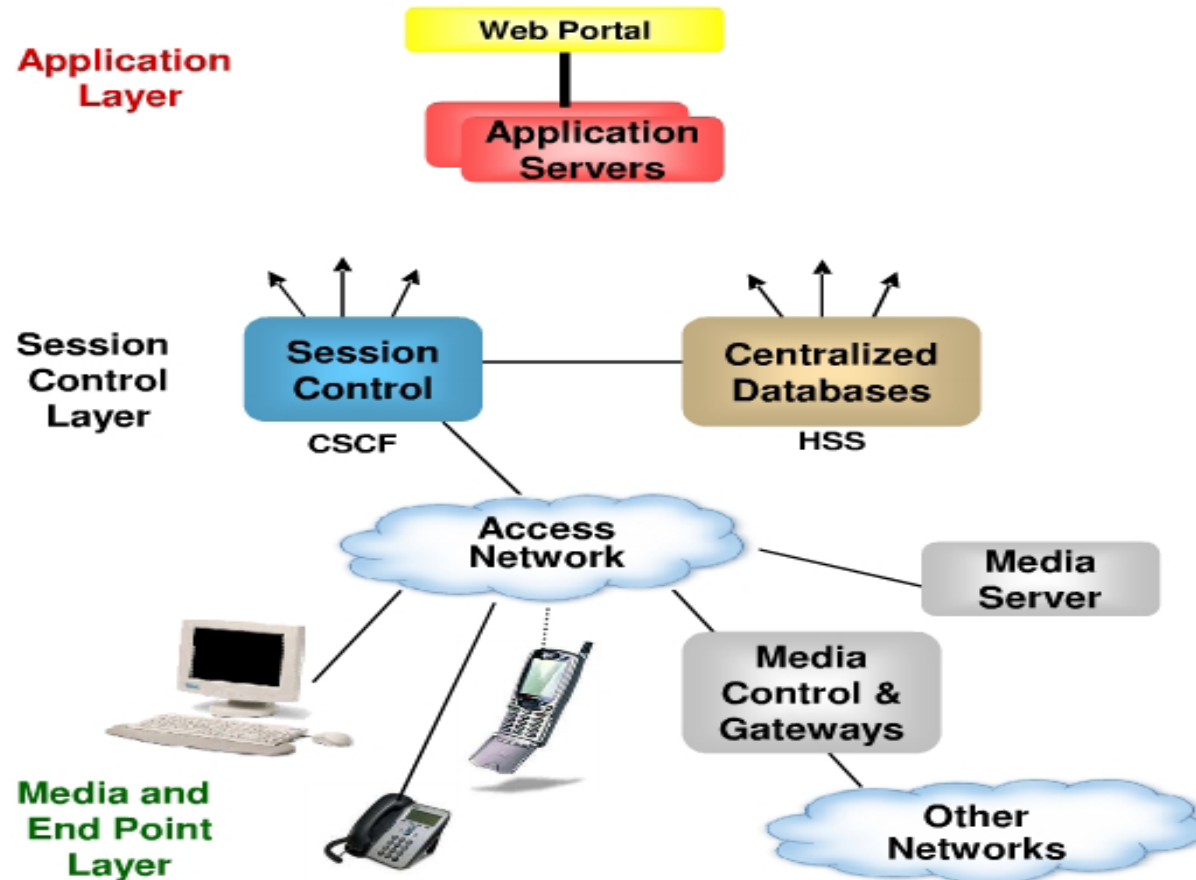 Web Portal
Application
Layer
Application
Servers
Session
Control
Layer
Session
Control
CSCF
Centralized
Databases
HSS
Access
Network
Media
Server
Media
Control &
Gateways
Media and
End Point
Layer
Other
Networks